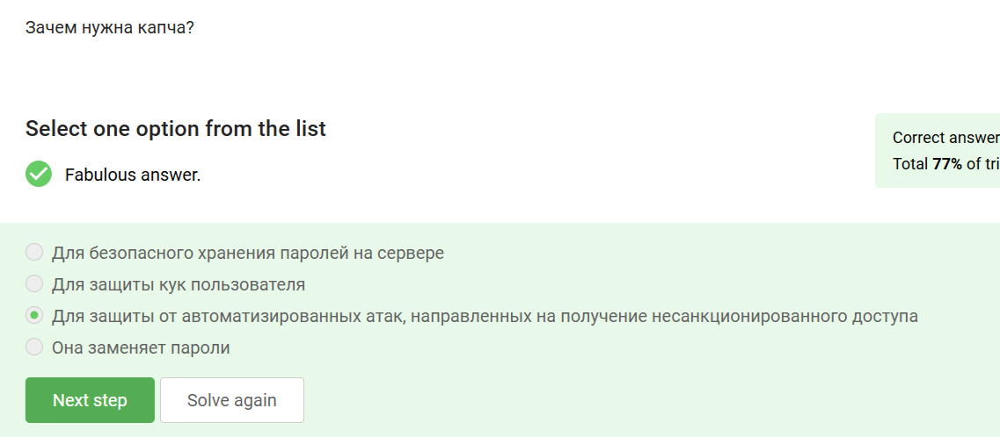 Зачем нужна капча?
Select one option from the list
Correct answer
Fabulous answer.
Total 77% of tri
Для безопасного хранения паролей на сервере
Для защиты кук пользователя
Для защиты от автоматизированных атак, направленных на получение несанкционированного доступа
Она заменяет пароли
Next step
Solve again